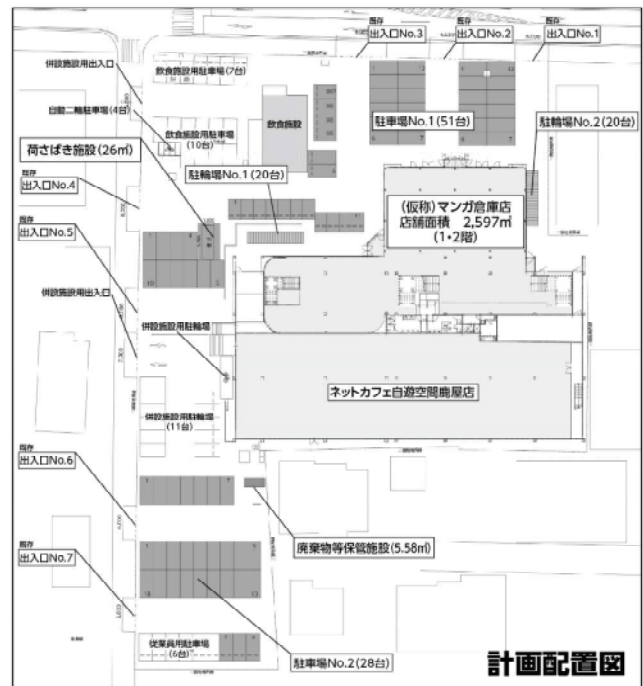 既存
出入口No.3
既存
出入口No.2
既存
出入口No.1
併設施設用出入口
飲食施設用駐車場(7台)
自動二輪駐車場(4台)
飲食施設
駐車場No.1(51台)
駐輪場No.2(20台)
飲食施設用駐車場
(10台)
荷さばき施設(26㎡)
駐輪場No.1(20台)
既存
出入口No.4
(仮称)マンガ倉庫店
店舗面積 2,597㎡
(1・2階)
既存
出入口No.5
併設施設用出入口
併設施設用駐輪場
ネットカフェ自遊空間鹿屋店
併設施設用駐輪場
(11台)
既存
出入口No.6
廃棄物等保管施設(5.58㎡)
既存
出入口No.7
従業員用駐車場
(6台)
駐車場No.2(28台)
計画配置図